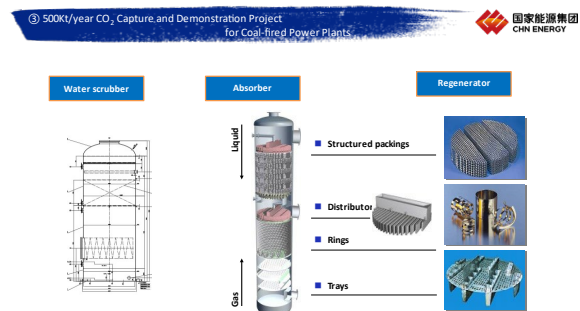 ③ 500Kt/year CO₂ Capture and Demonstration Project
for Coal-fired Power Plants
国家能源集团
CHN ENERGY
Water scrubber
Absorber
Regenerator
Liquid
Structured packings
Distributor
Rings
Trays
Gas